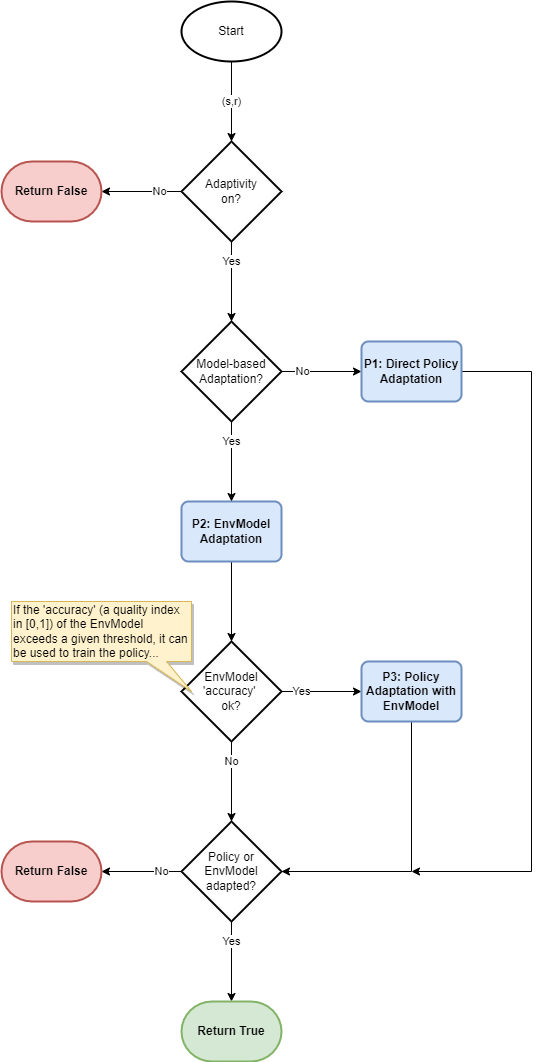 Start
(s,r)
Adaptivity
on?
No
Return False
Yes
Model-based
Adaptation?
No
P1: Direct Policy
Adaptation
Yes
P2: EnvModel
Adaptation
If the 'accuracy' (a quality index
in [0,1]) of the EnvModel
exceeds a given threshold, it can
be used to train the policy...
EnvModel
'accuracy'
ok?
Yes
P3: Policy
Adaptation with
EnvModel
No
Policy or
EnvModel
adapted?
No
Return False
Yes
Return True